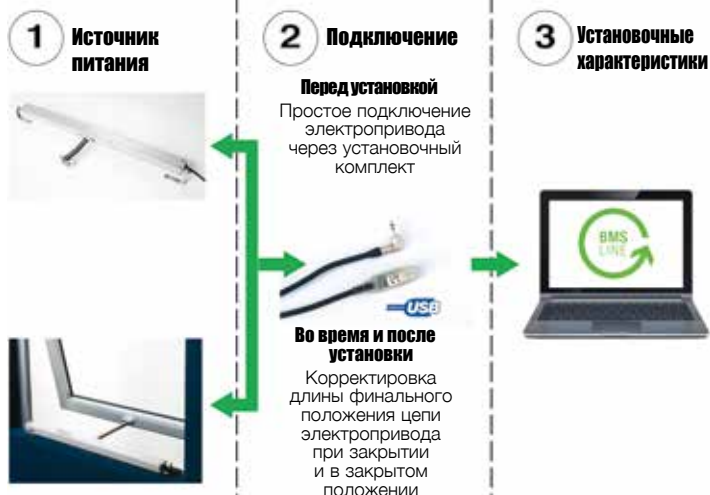 1
Источник
питания
2
Подключение
Перед установкой
Простое подключение
электропривода
через установочный
комплект
USB
Во время и после
установки
Корректировка
длины финального
положения цепи
электропривода
при закрытии
и в закрытом
положении
3
Установочные
характеристики
BMS
LINE